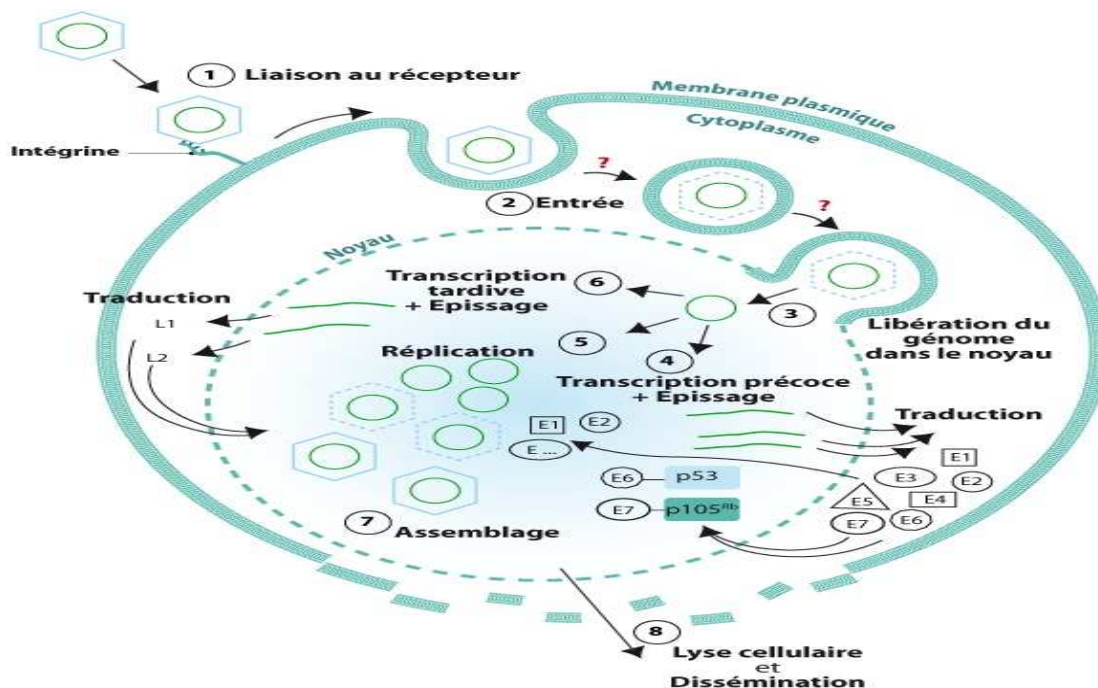 1 Liaison au récepteur
Membrane plasmique
Cytoplasme
Intégrine
?
2 Entrée
?
Noyau
Transcription
tardive
+ Epissage
6
3
Traduction
L1
L2
5
4
Libération du
génome
dans le noyau
Réplication
Transcription précoce
+ Epissage
Traduction
E1
E2
E ...
E1
E3
E2
E5
E4
E7
E6
E6
p53
E7
p105Rb
7 Assemblage
8
Lyse cellulaire
et
Dissémination